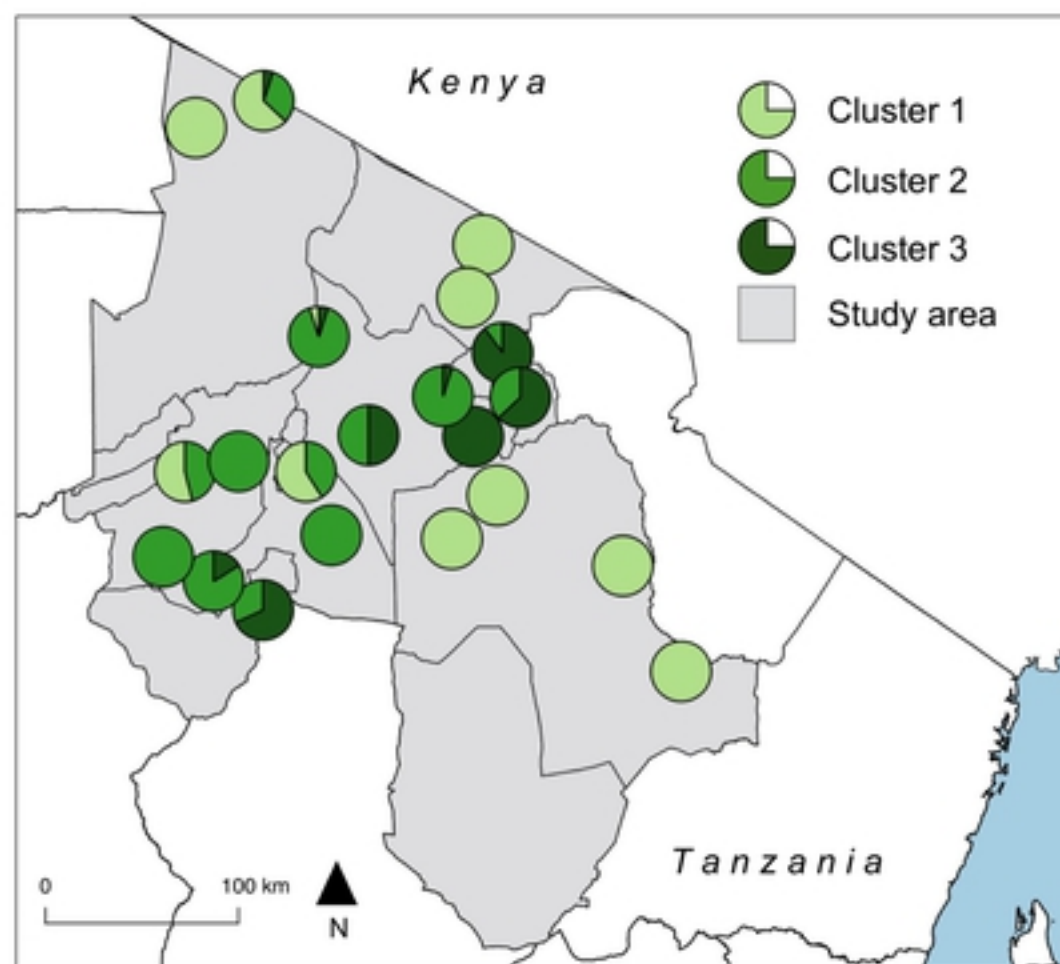 Kenya
Cluster 1
Cluster 2
Cluster 3
Study area
Tanzania
0 100 km
N